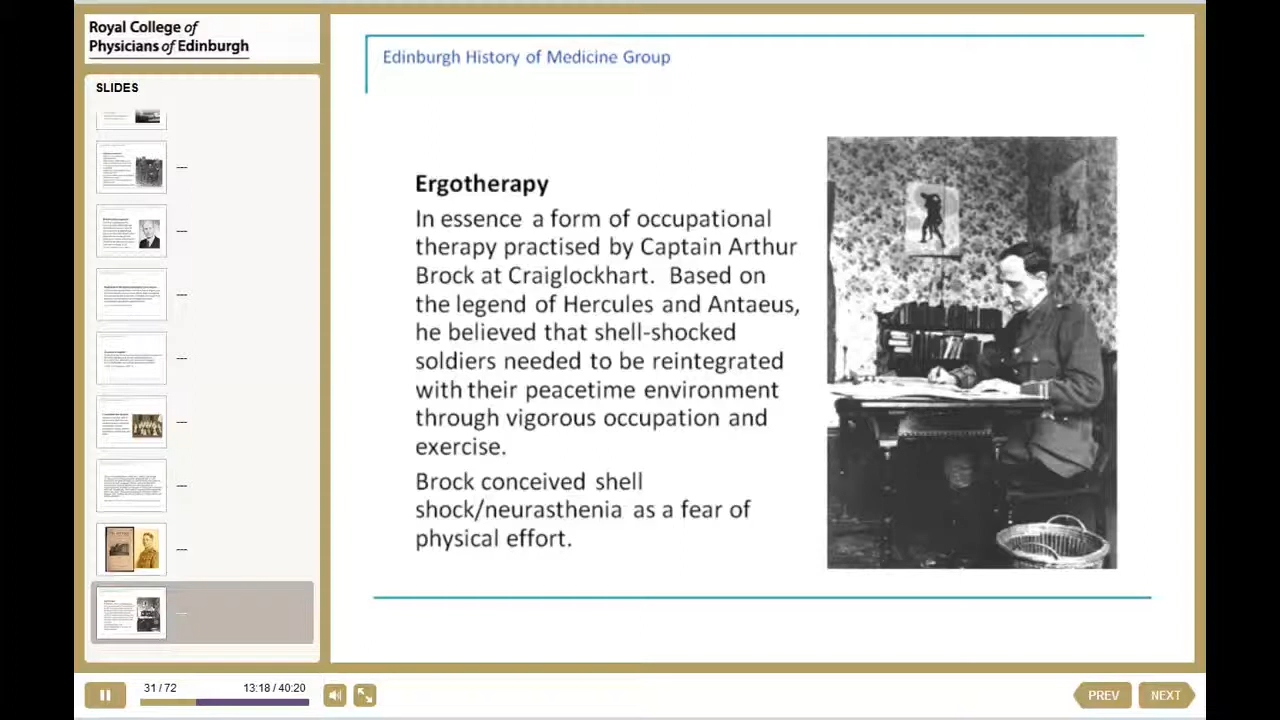 Royal College of
Physicians of Edinburgh
SLIDES
Edinburgh History of Medicine Group
Ergotherapy
In essence a form of occupational
therapy practised by Captain Arthur
Brock at Craiglockhart. Based on
the legend of Hercules and Antaeus,
he believed that shell-shocked
soldiers needed to be reintegrated
with their peacetime environment
through vigorous occupation and
exercise.
Brock conceived shell
shock/neurasthenia as a fear of
physical effort.
31 / 72
13:18 / 40:20
PREV
NEXT